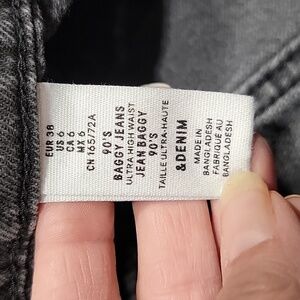 EUR 38
US 6
CA 6
MX 6
CN 165/72A
90'S
BAGGY JEANS
ULTRA HIGH WAIST
JEAN BAGGY
90'S
TAILLE ULTRA-HAUTE
&DENIM
MADE IN
BANGLADESH
FABRIQUÉ AU
BANGLADESH